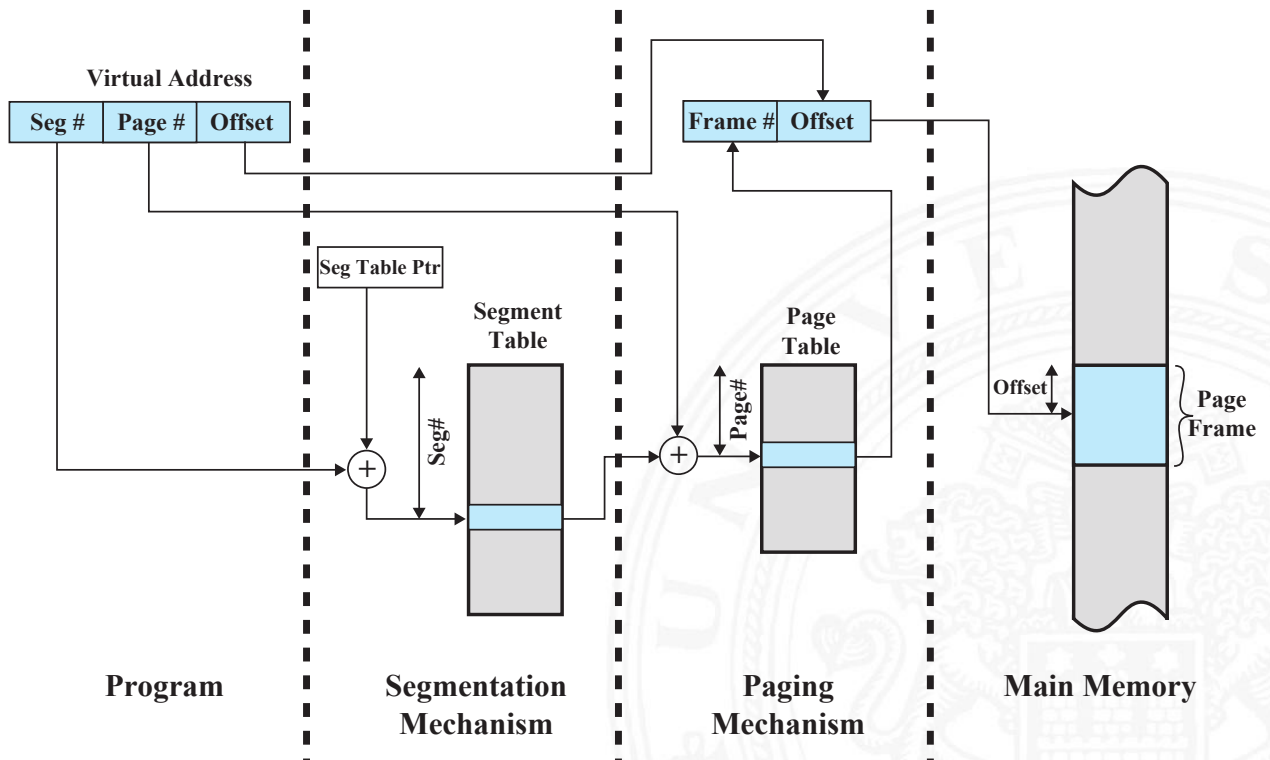 Virtual Address
Seg # Page # Offset
Frame # Offset
Seg Table Ptr
Segment
Table
Seg#
Page
Table
Page#
Offset
Page
Frame
Program
Segmentation
Mechanism
Paging
Mechanism
Main Memory